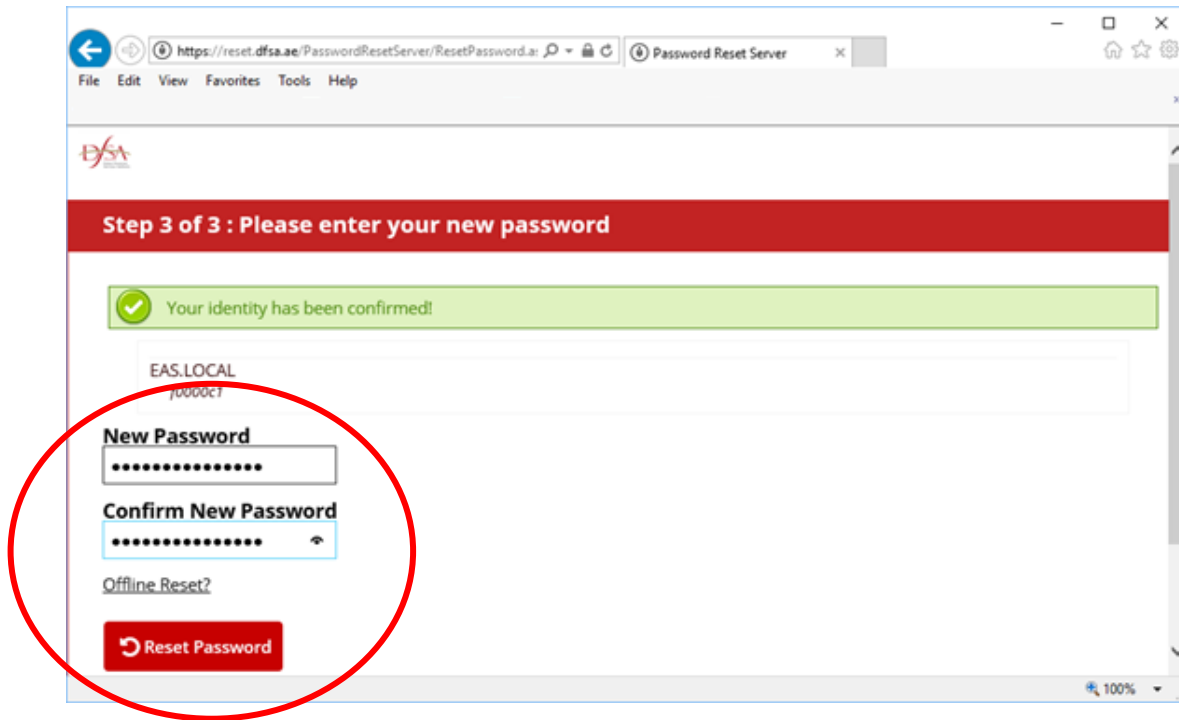 https://reset.dfsa.ae/PasswordResetServer/ResetPassword.a
Password Reset Server
File Edit View Favorites Tools Help
DFSA
Step 3 of 3 : Please enter your new password
Your identity has been confirmed!
EAS.LOCAL
f0000c1
New Password
•••••••••••••••
Confirm New Password
•••••••••••••••
Offline Reset?
Reset Password
100%